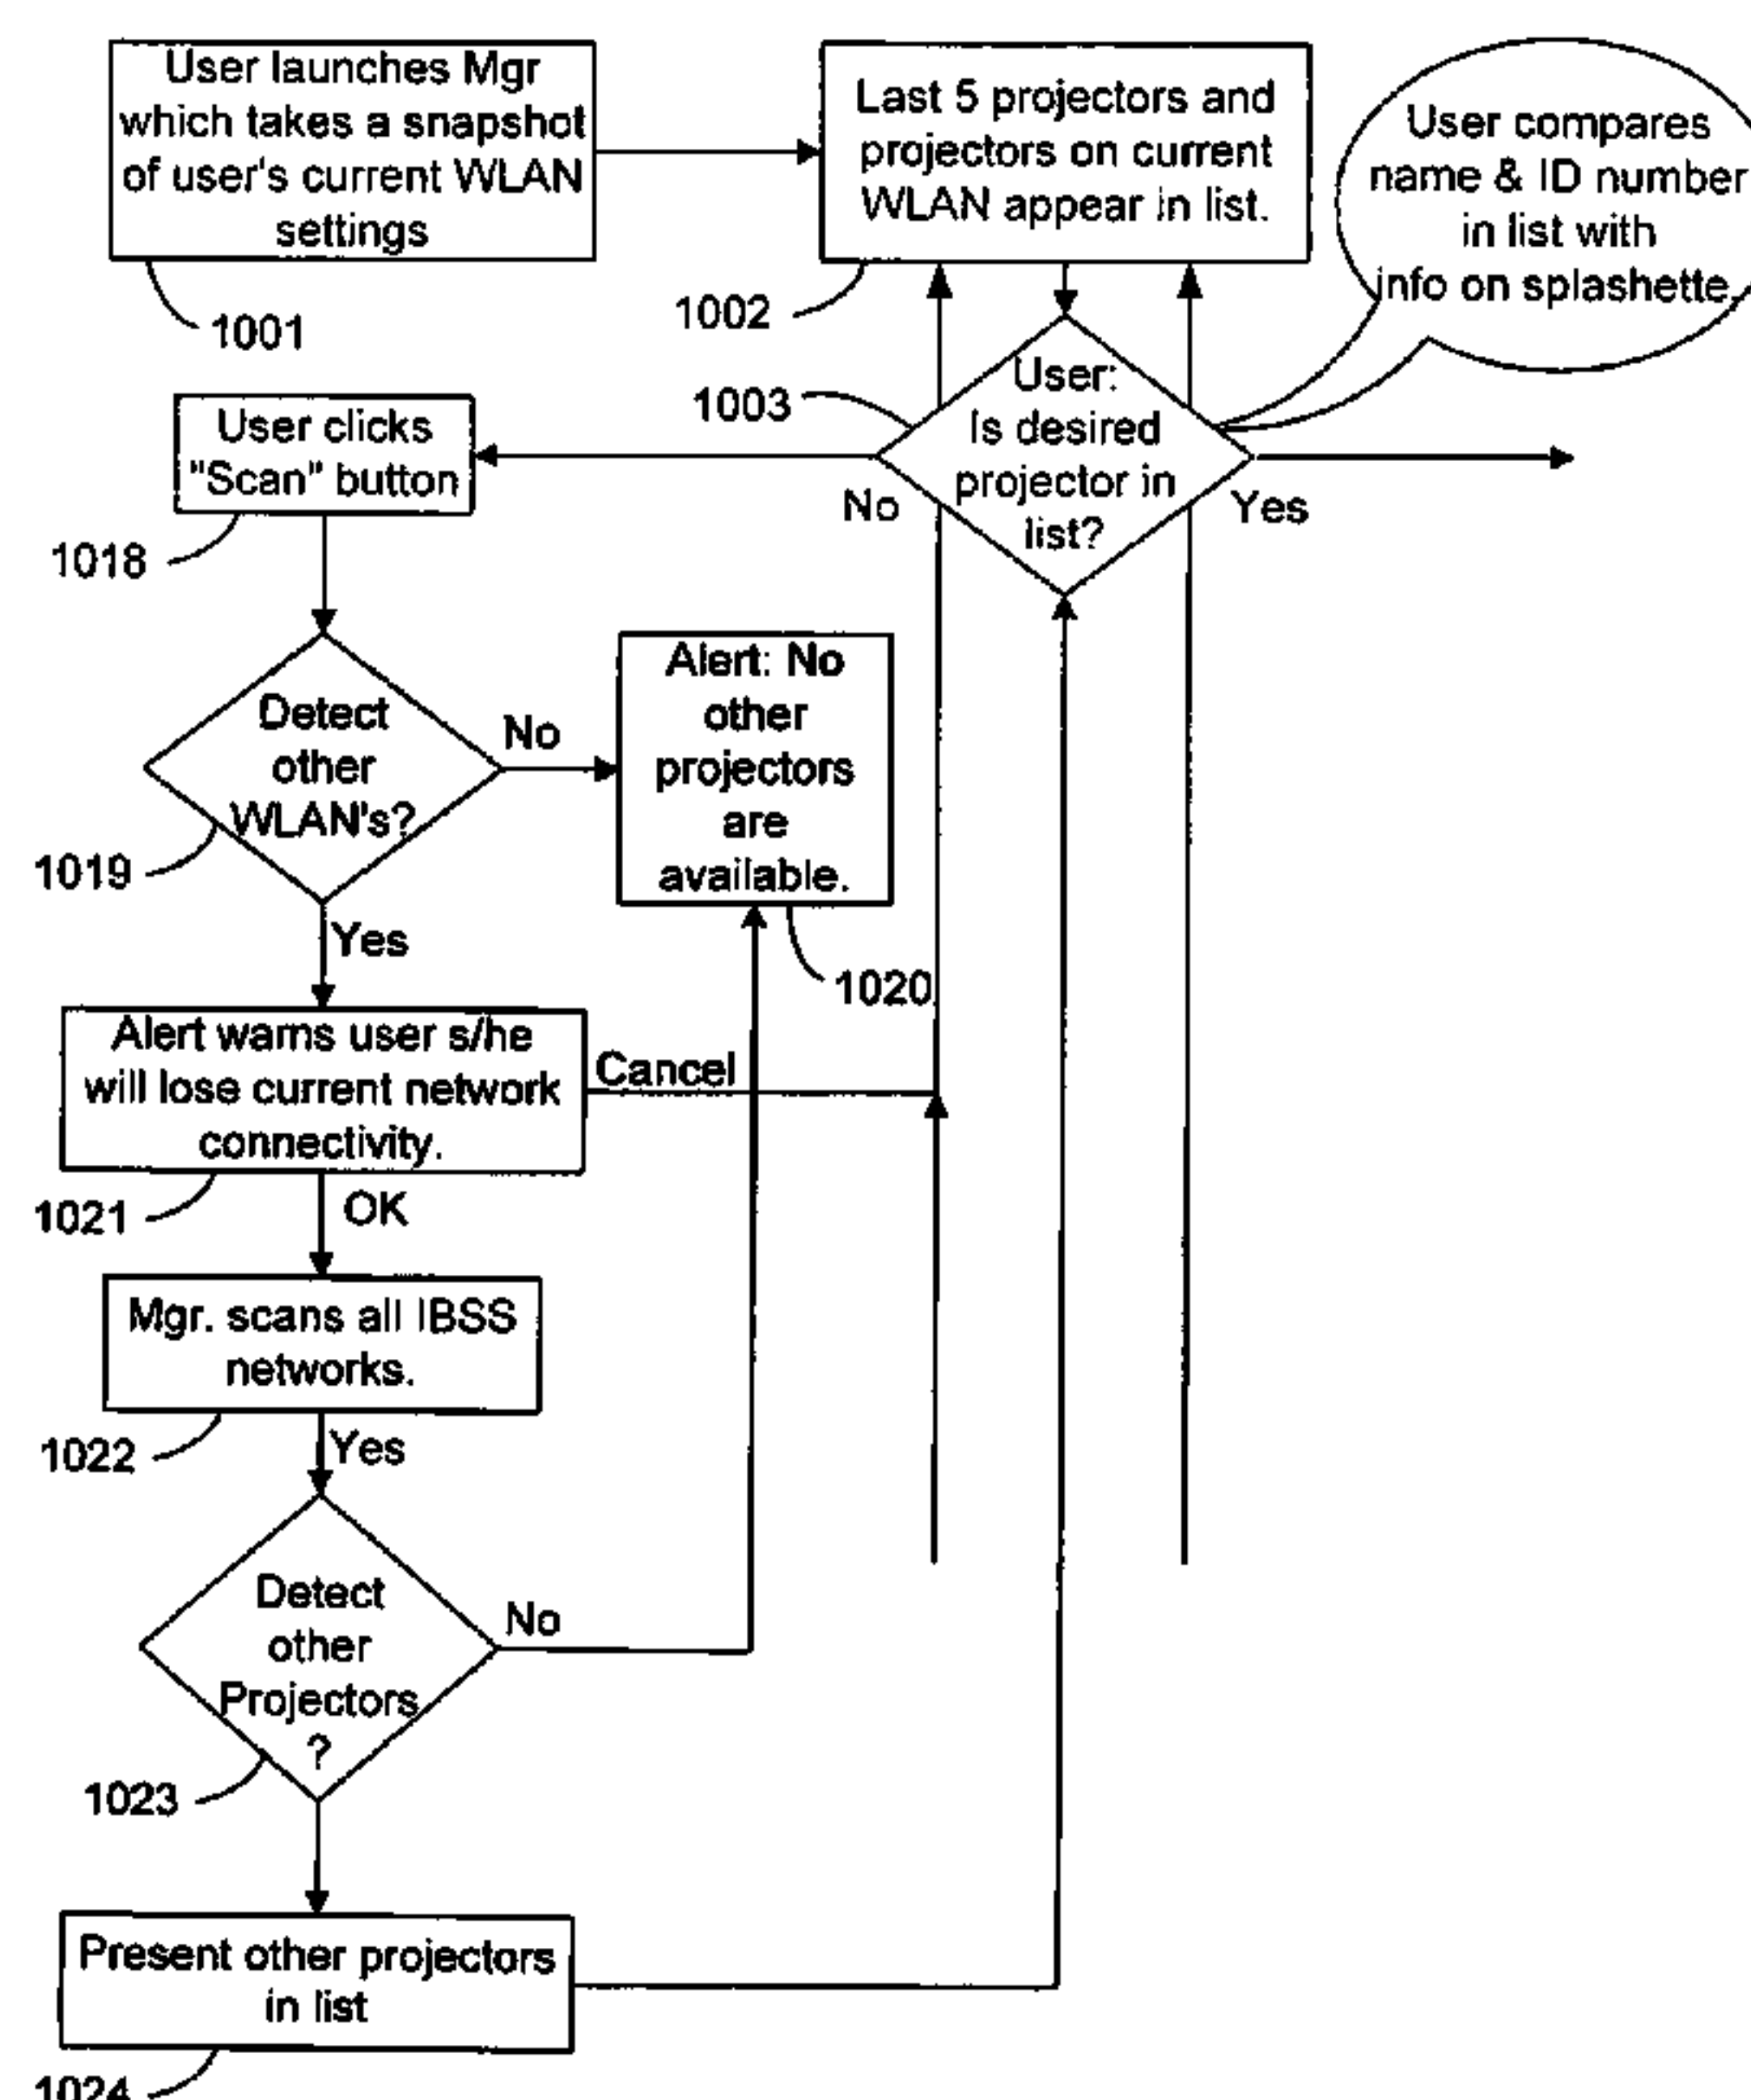 User launches Mgr
which takes a snapshot
of user's current WLAN
settings
1001
Last 5 projectors and
projectors on current
WLAN appear in list.
1002
User compares
name & ID number
in list with
info on splashette.
1003
User:
Is desired
projector in
list?
No
Yes
User clicks
"Scan" button
1018
Detect
other
WLAN's?
1019
No
Alert: No
other
projectors
are
available.
1020
Yes
Alert warns user s/he
will lose current network
connectivity.
Cancel
1021
OK
Mgr. scans all IBSS
networks.
1022
Yes
Detect
other
Projectors
?
No
1023
Present other projectors
in list
1024